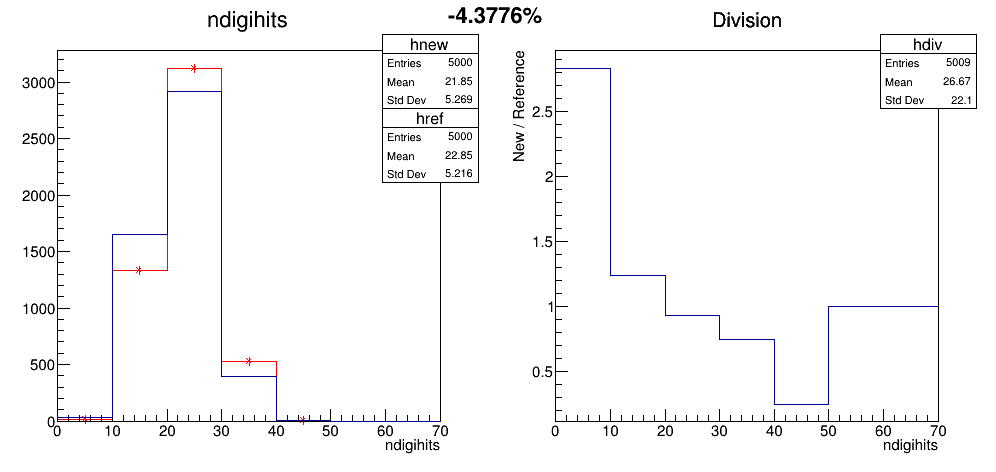 -4.3776%
ndigihits
hnew
Entries 5000
Mean 21.85
Std Dev 5.269
href
Entries 5000
Mean 22.85
Std Dev 5.216
3000
2500
2000
1500
1000
500
0
0 10 20 30 40 50 60 70
ndigihits
Division
hdiv
Entries 5009
Mean 26.67
Std Dev 22.1
New / Reference
2.5
2
1.5
1
0.5
0 10 20 30 40 50 60 70
ndigihits